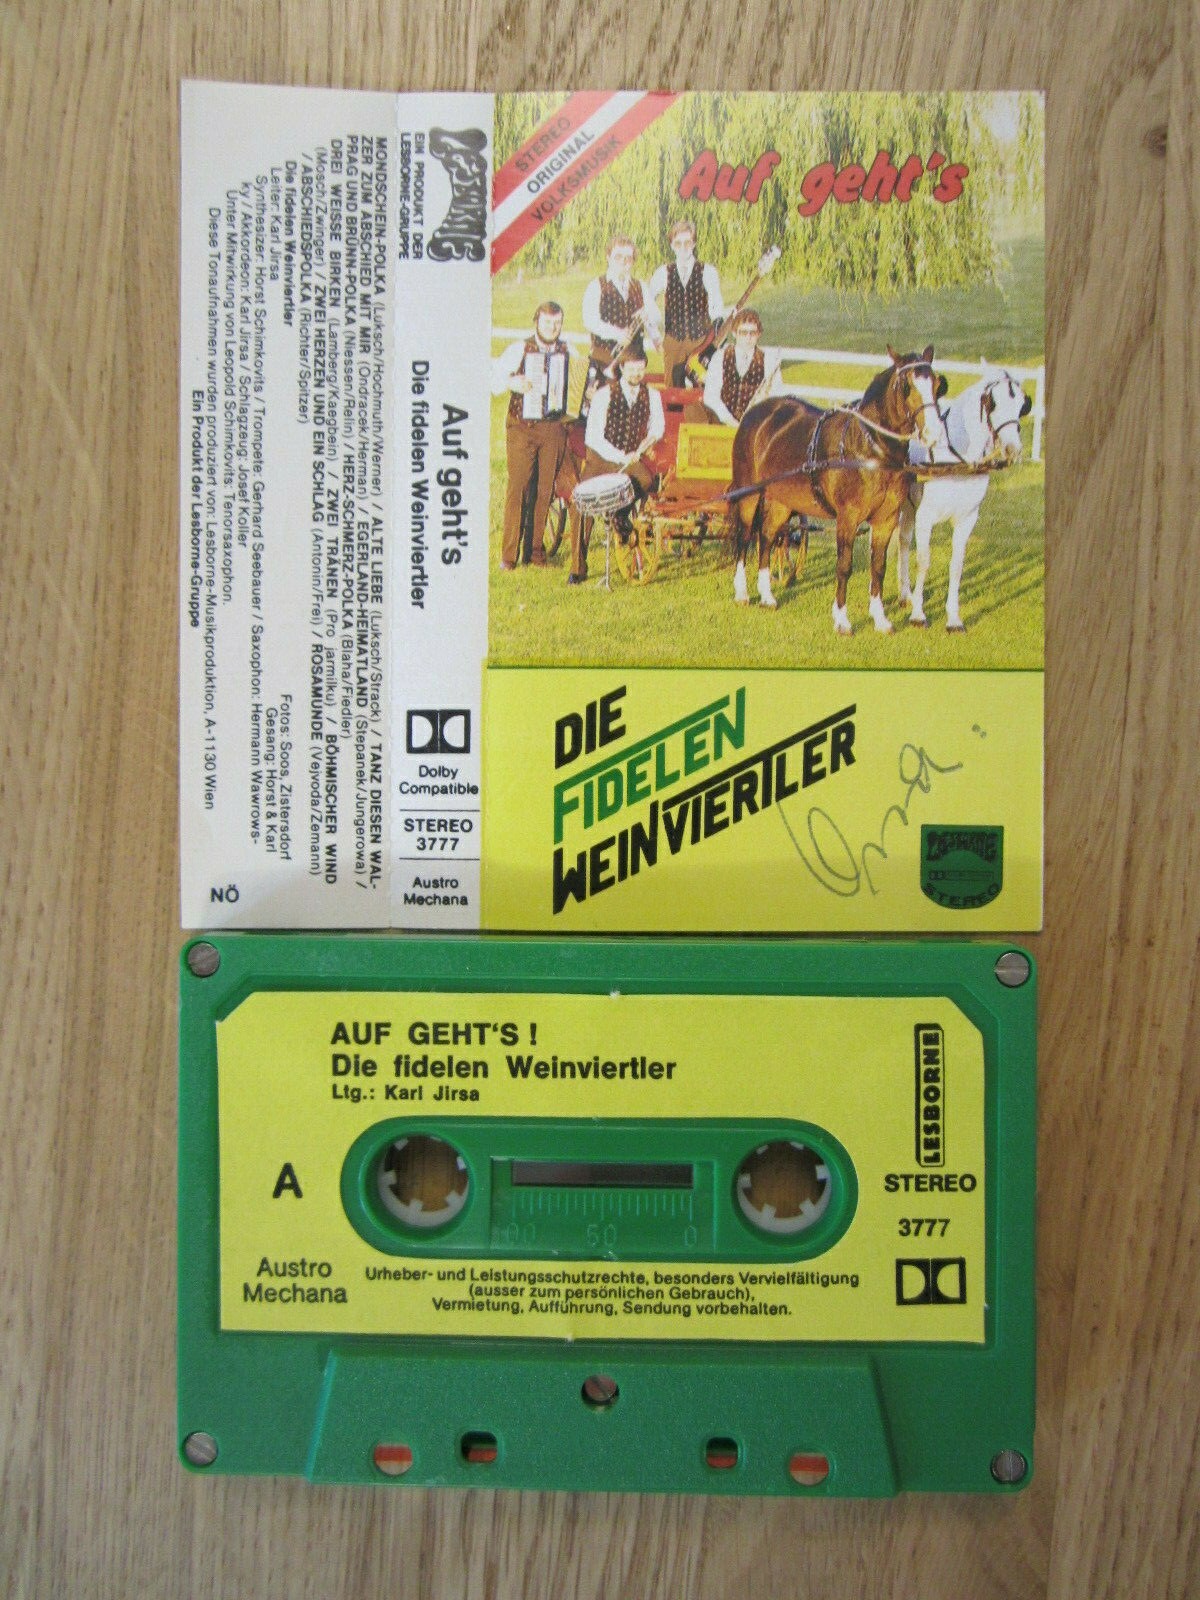 STEREO
ORIGINAL
VOLKSMUSIK
Auf geht's
DIE
FIDELEN
WEINVIERTLER
STEREO
LESBORNE
EIN PRODUKT DER
LESBORNE-GRUPPE
Auf geht's
Die fidelen Weinviertler
Dolby
Compatible
STEREO
3777
Austro
Mechana
MONDSCHEIN-POLKA (Luksch/Hochmuth/Werner) / ALTE LIEBE (Luksch/Strack) / TANZ DIESEN WAL-
ZER ZUM ABSCHIED MIT MIR (Ondracek/Herman) / EGERLAND-HEIMATLAND (Stepanek/Jungerowa) /
PRAG UND BRÜNN-POLKA (Niessen/Relin) / HERZ-SCHMERZ-POLKA (Blaha/Fiedler)
DREI WEISSE BIRKEN (Lamberg/Kaegbein) / ZWEI TRÄNEN (Pro jarmilku) / BÖHMISCHER WIND
(Mosch/Zwinger) / ZWEI HERZEN UND EIN SCHLAG (Antonin/Frei) / ROSAMUNDE (Vejvoda/Zemann)
/ ABSCHIEDSPOLKA (Richter/Spitzer)
Die fidelen Weinviertler
Fotos: Soos, Zistersdorf
Leiter: Karl Jirsa
Gesang: Horst & Karl
Synthesizer: Horst Schimkovits / Trompete: Gerhard Seebauer / Saxophon: Hermann Wawrows-
ky / Akkordeon: Karl Jirsa / Schlagzeug: Josef Koller
Unter Mitwirkung von Leopold Schimkovits: Tenorsaxophon.
Diese Tonaufnahmen wurden produziert von: Lesborne-Musikproduktion, A-1130 Wien
Ein Produkt der Lesborne-Gruppe
NÖ
AUF GEHT'S !
Die fidelen Weinviertler
Ltg.: Karl Jirsa
LESBORNE
A
STEREO
3777
100 50 0
Austro
Mechana
Urheber- und Leistungsschutzrechte, besonders Vervielfältigung
(ausser zum persönlichen Gebrauch),
Vermietung, Aufführung, Sendung vorbehalten.